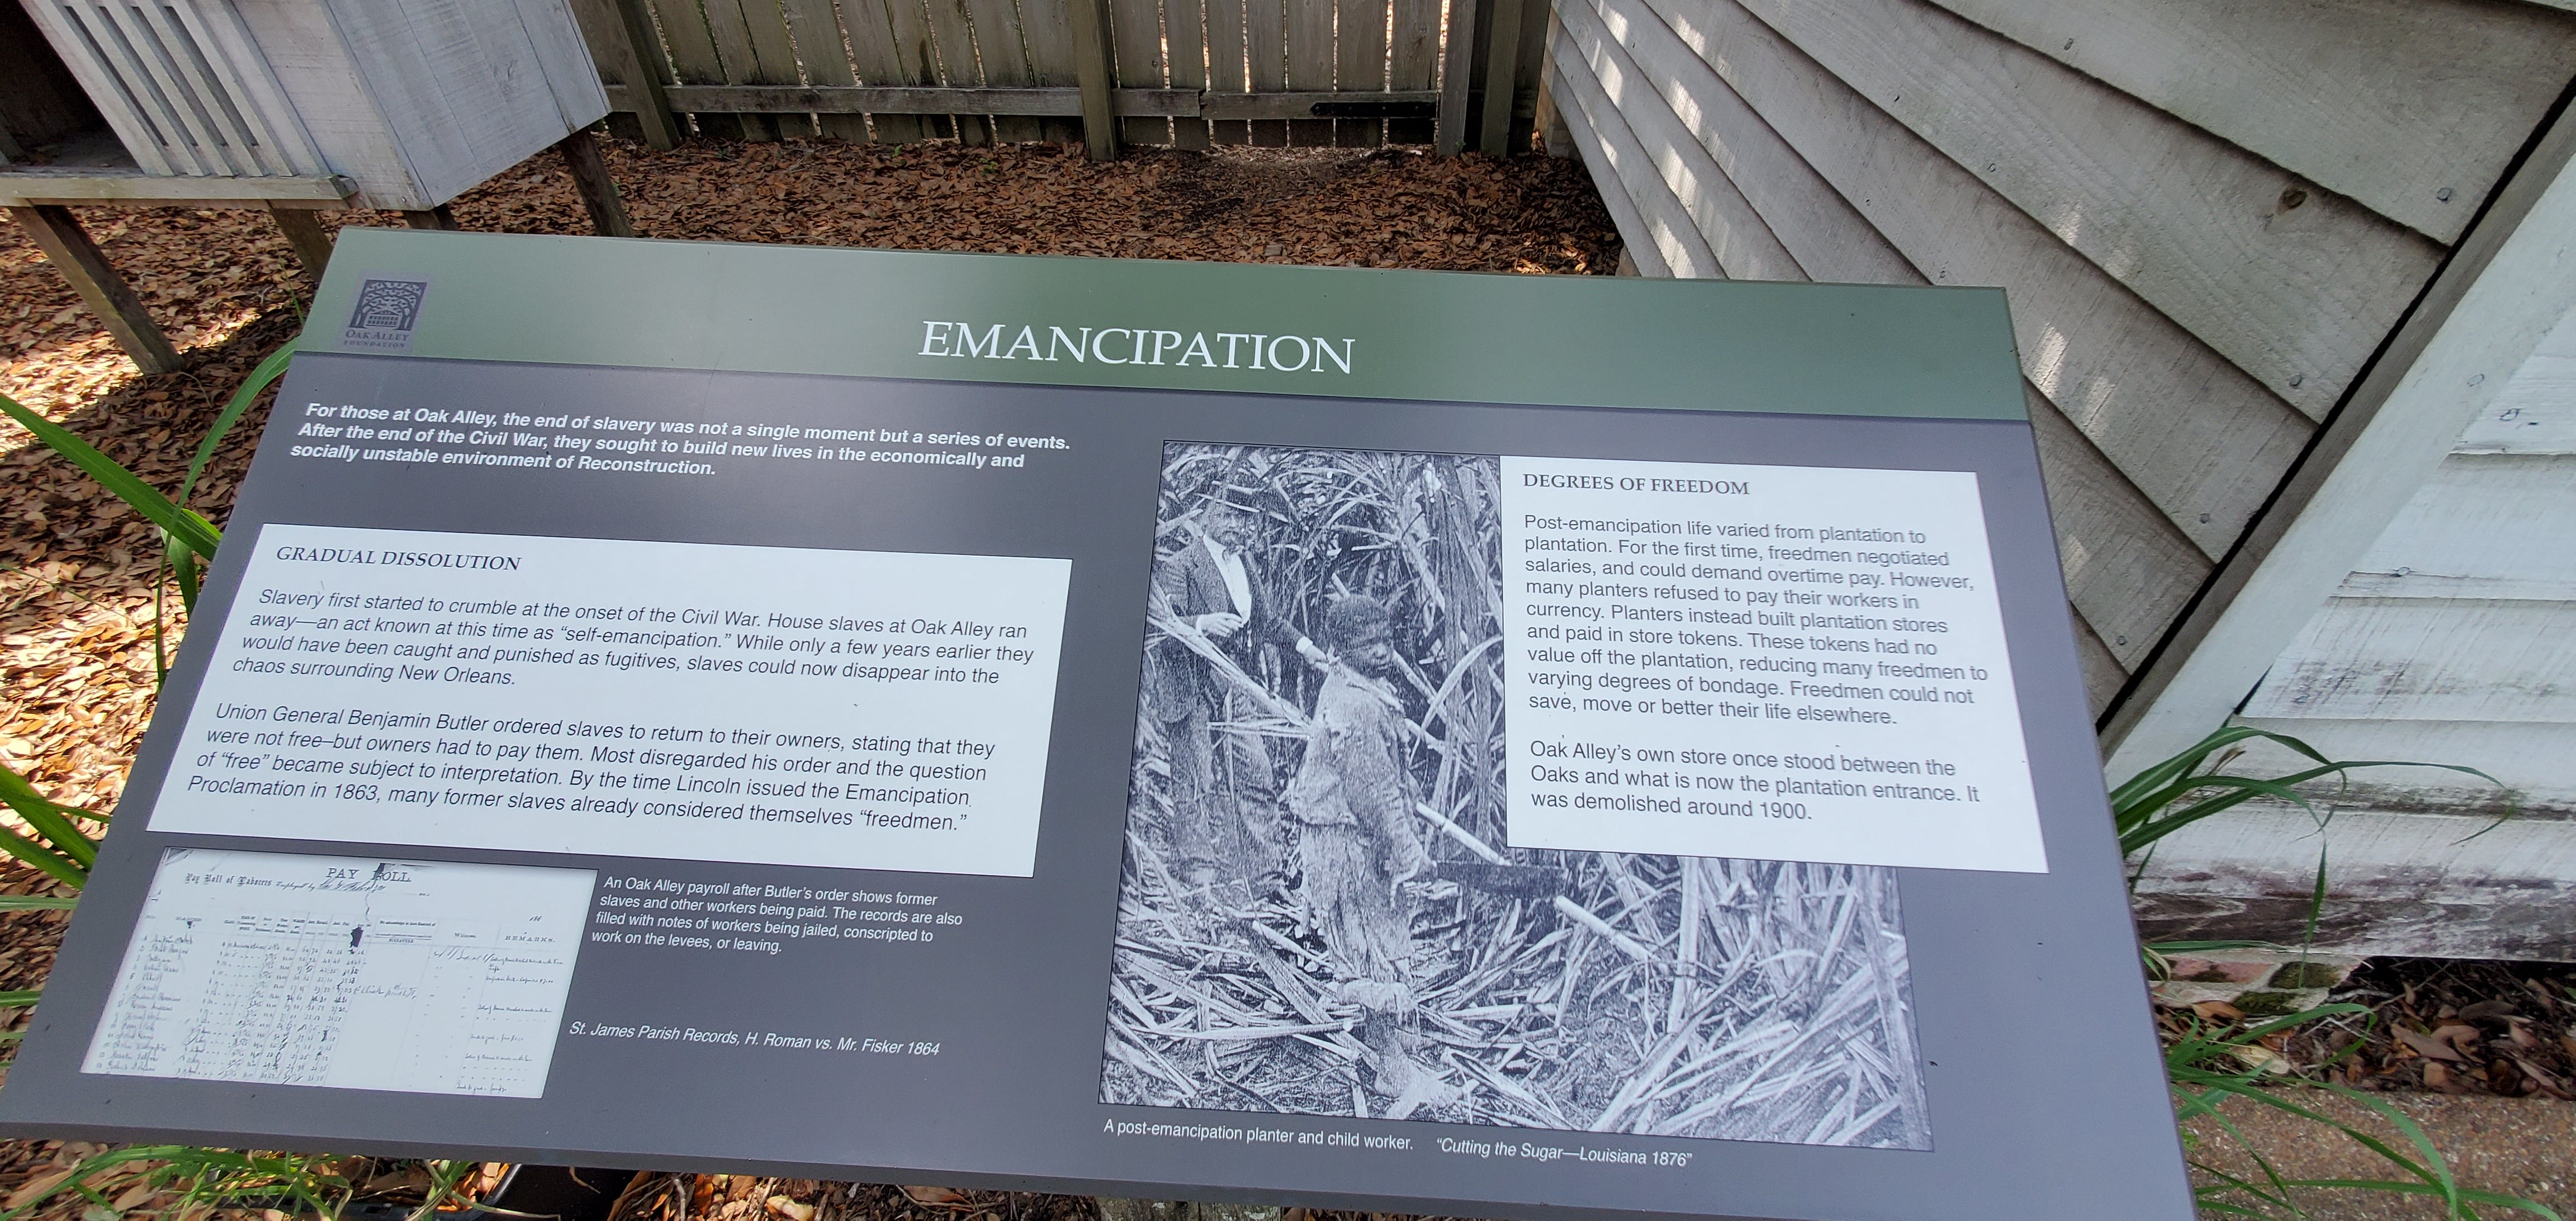 OAK ALLEY
FOUNDATION
EMANCIPATION
For those at Oak Alley, the end of slavery was not a single moment but a series of events.
After the end of the Civil War, they sought to build new lives in the economically and
socially unstable environment of Reconstruction.
GRADUAL DISSOLUTION
Slavery first started to crumble at the onset of the Civil War. House slaves at Oak Alley ran
away—an act known at this time as “self-emancipation.” While only a few years earlier they
would have been caught and punished as fugitives, slaves could now disappear into the
chaos surrounding New Orleans.
Union General Benjamin Butler ordered slaves to return to their owners, stating that they
were not free–but owners had to pay them. Most disregarded his order and the question
of “free” became subject to interpretation. By the time Lincoln issued the Emancipation
Proclamation in 1863, many former slaves already considered themselves “freedmen.”
PAY ROLL
Pay Roll of Laborers Employed by
An Oak Alley payroll after Butler’s order shows former
slaves and other workers being paid. The records are also
filled with notes of workers being jailed, conscripted to
work on the levees, or leaving.
St. James Parish Records, H. Roman vs. Mr. Fisker 1864
DEGREES OF FREEDOM
Post-emancipation life varied from plantation to
plantation. For the first time, freedmen negotiated
salaries, and could demand overtime pay. However,
many planters refused to pay their workers in
currency. Planters instead built plantation stores
and paid in store tokens. These tokens had no
value off the plantation, reducing many freedmen to
varying degrees of bondage. Freedmen could not
save, move or better their life elsewhere.
Oak Alley’s own store once stood between the
Oaks and what is now the plantation entrance. It
was demolished around 1900.
A post-emancipation planter and child worker. “Cutting the Sugar—Louisiana 1876”